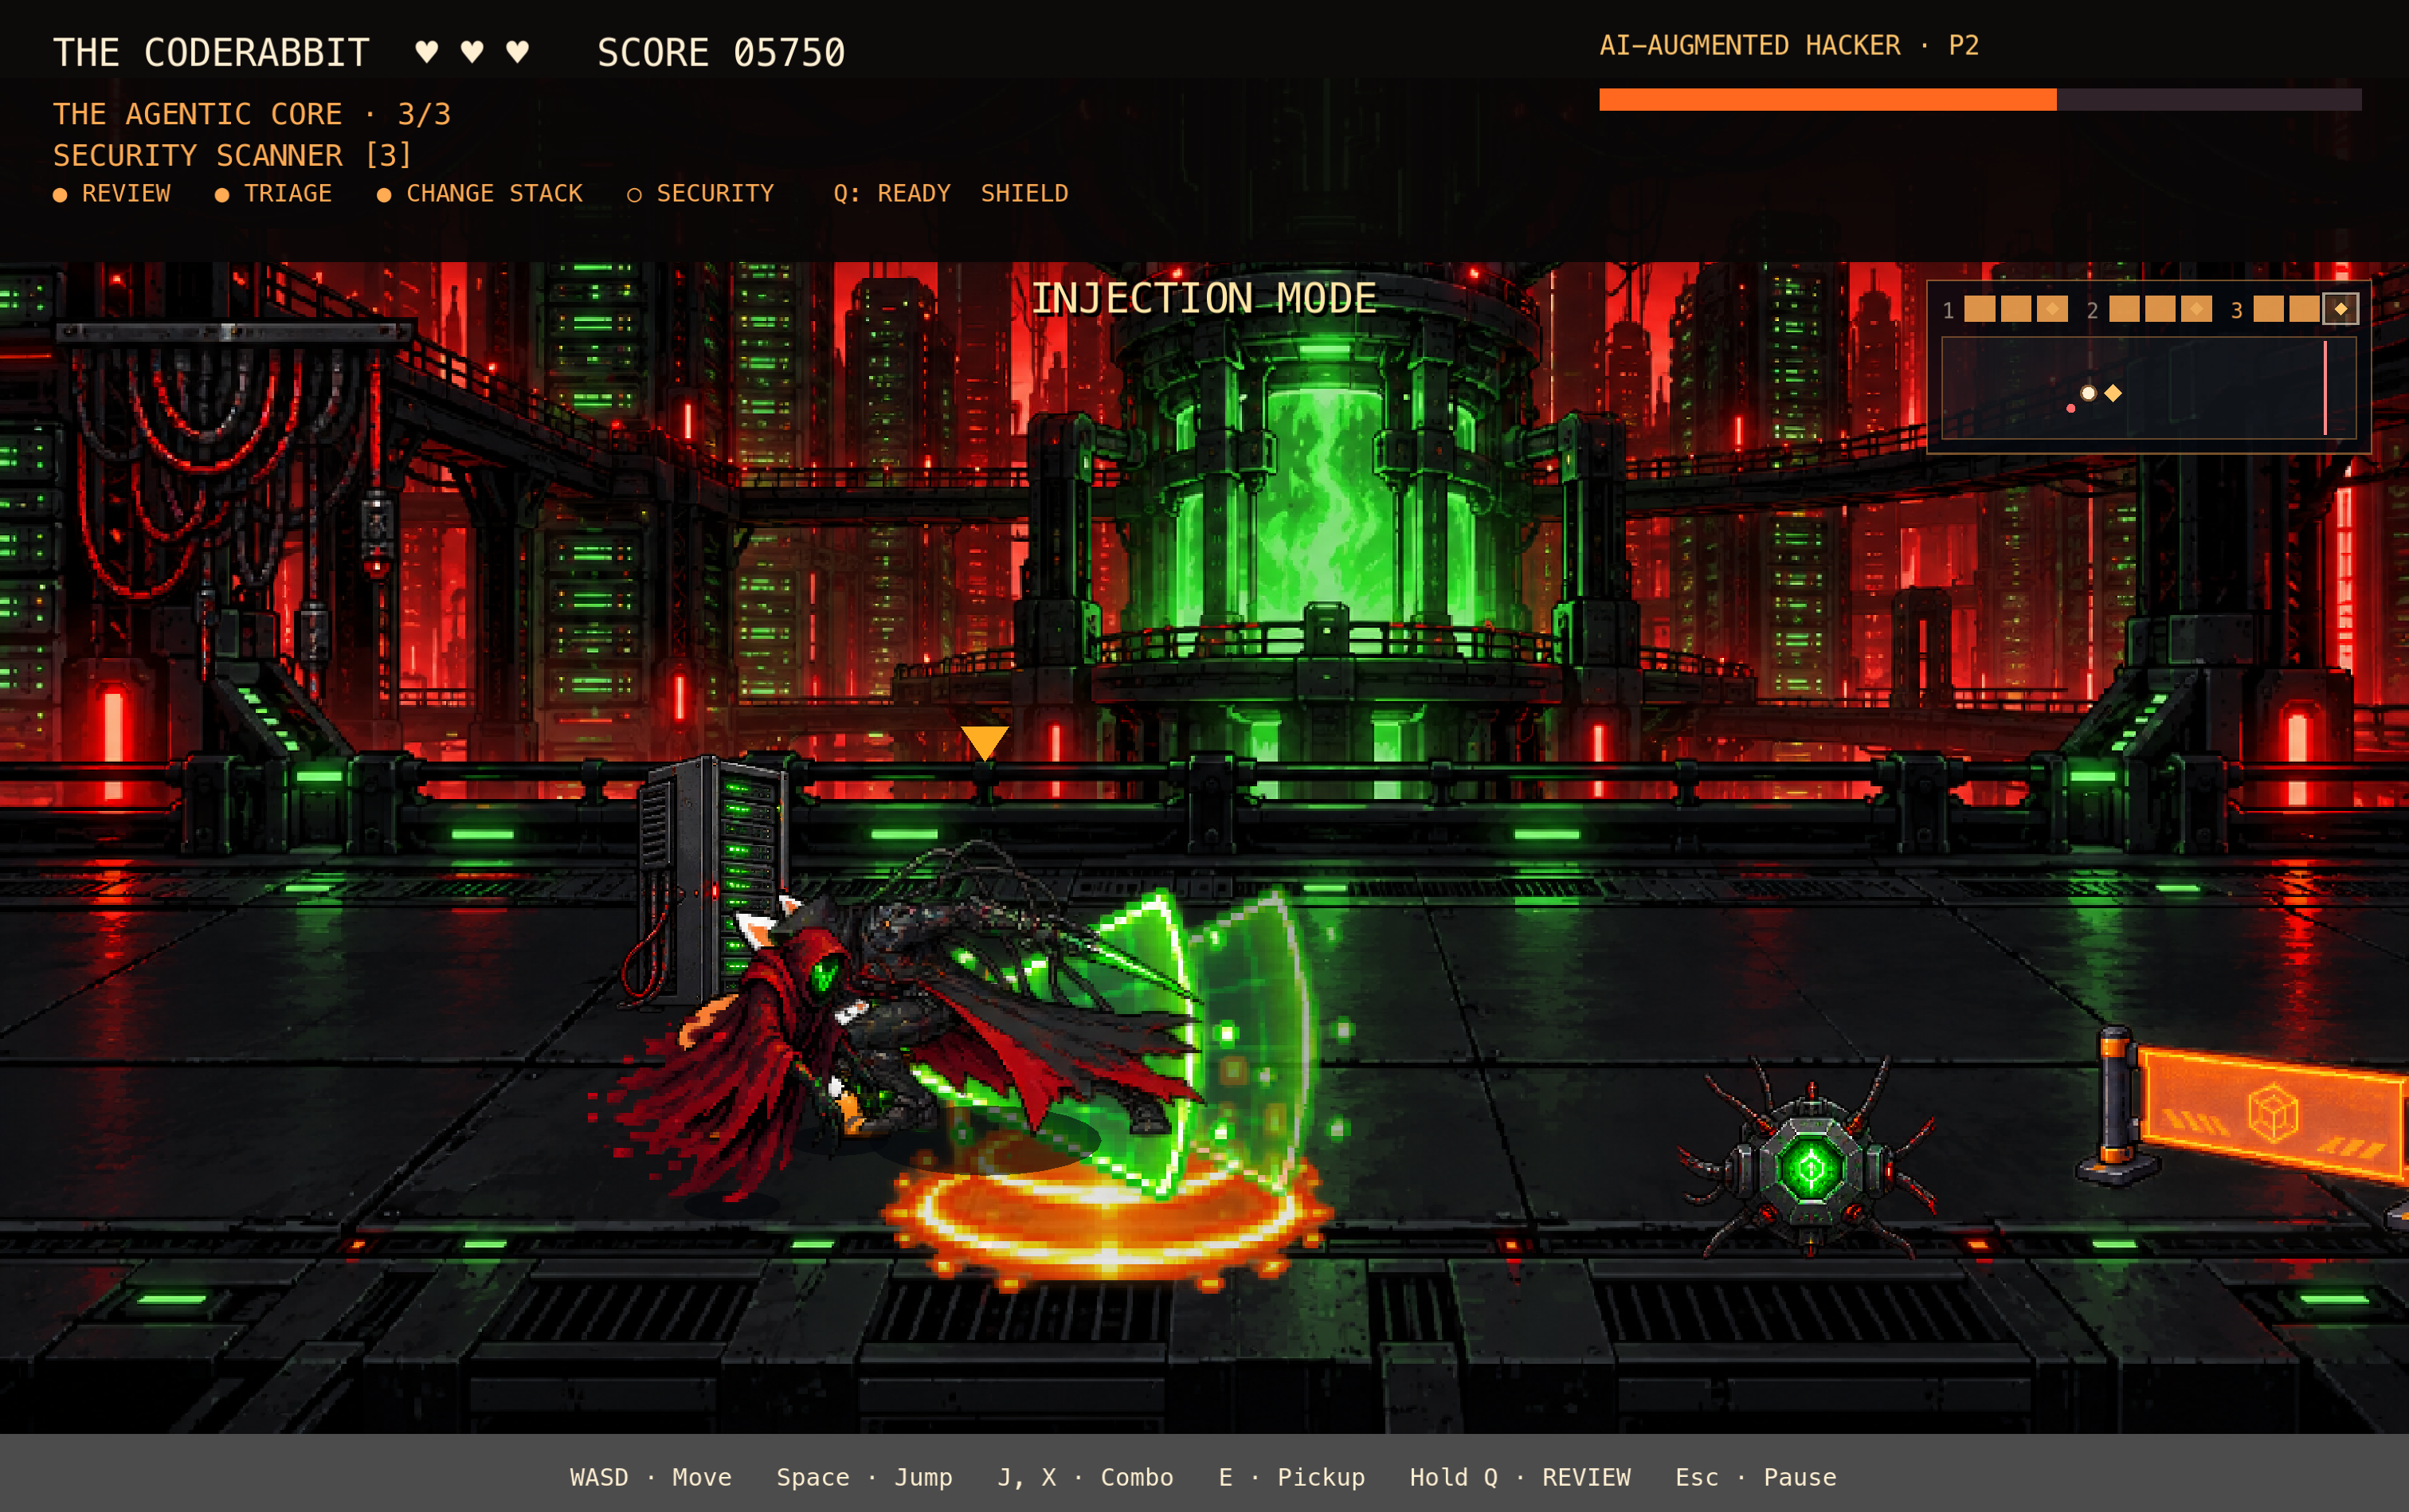 THE CODERABBIT ♥ ♥ ♥ SCORE 05750
AI–AUGMENTED HACKER · P2
THE AGENTIC CORE · 3/3
SECURITY SCANNER [3]
● REVIEW ● TRIAGE ● CHANGE STACK ○ SECURITY Q: READY SHIELD
INJECTION MODE
1 2 3
WASD · Move Space · Jump J, X · Combo E · Pickup Hold Q · REVIEW Esc · Pause